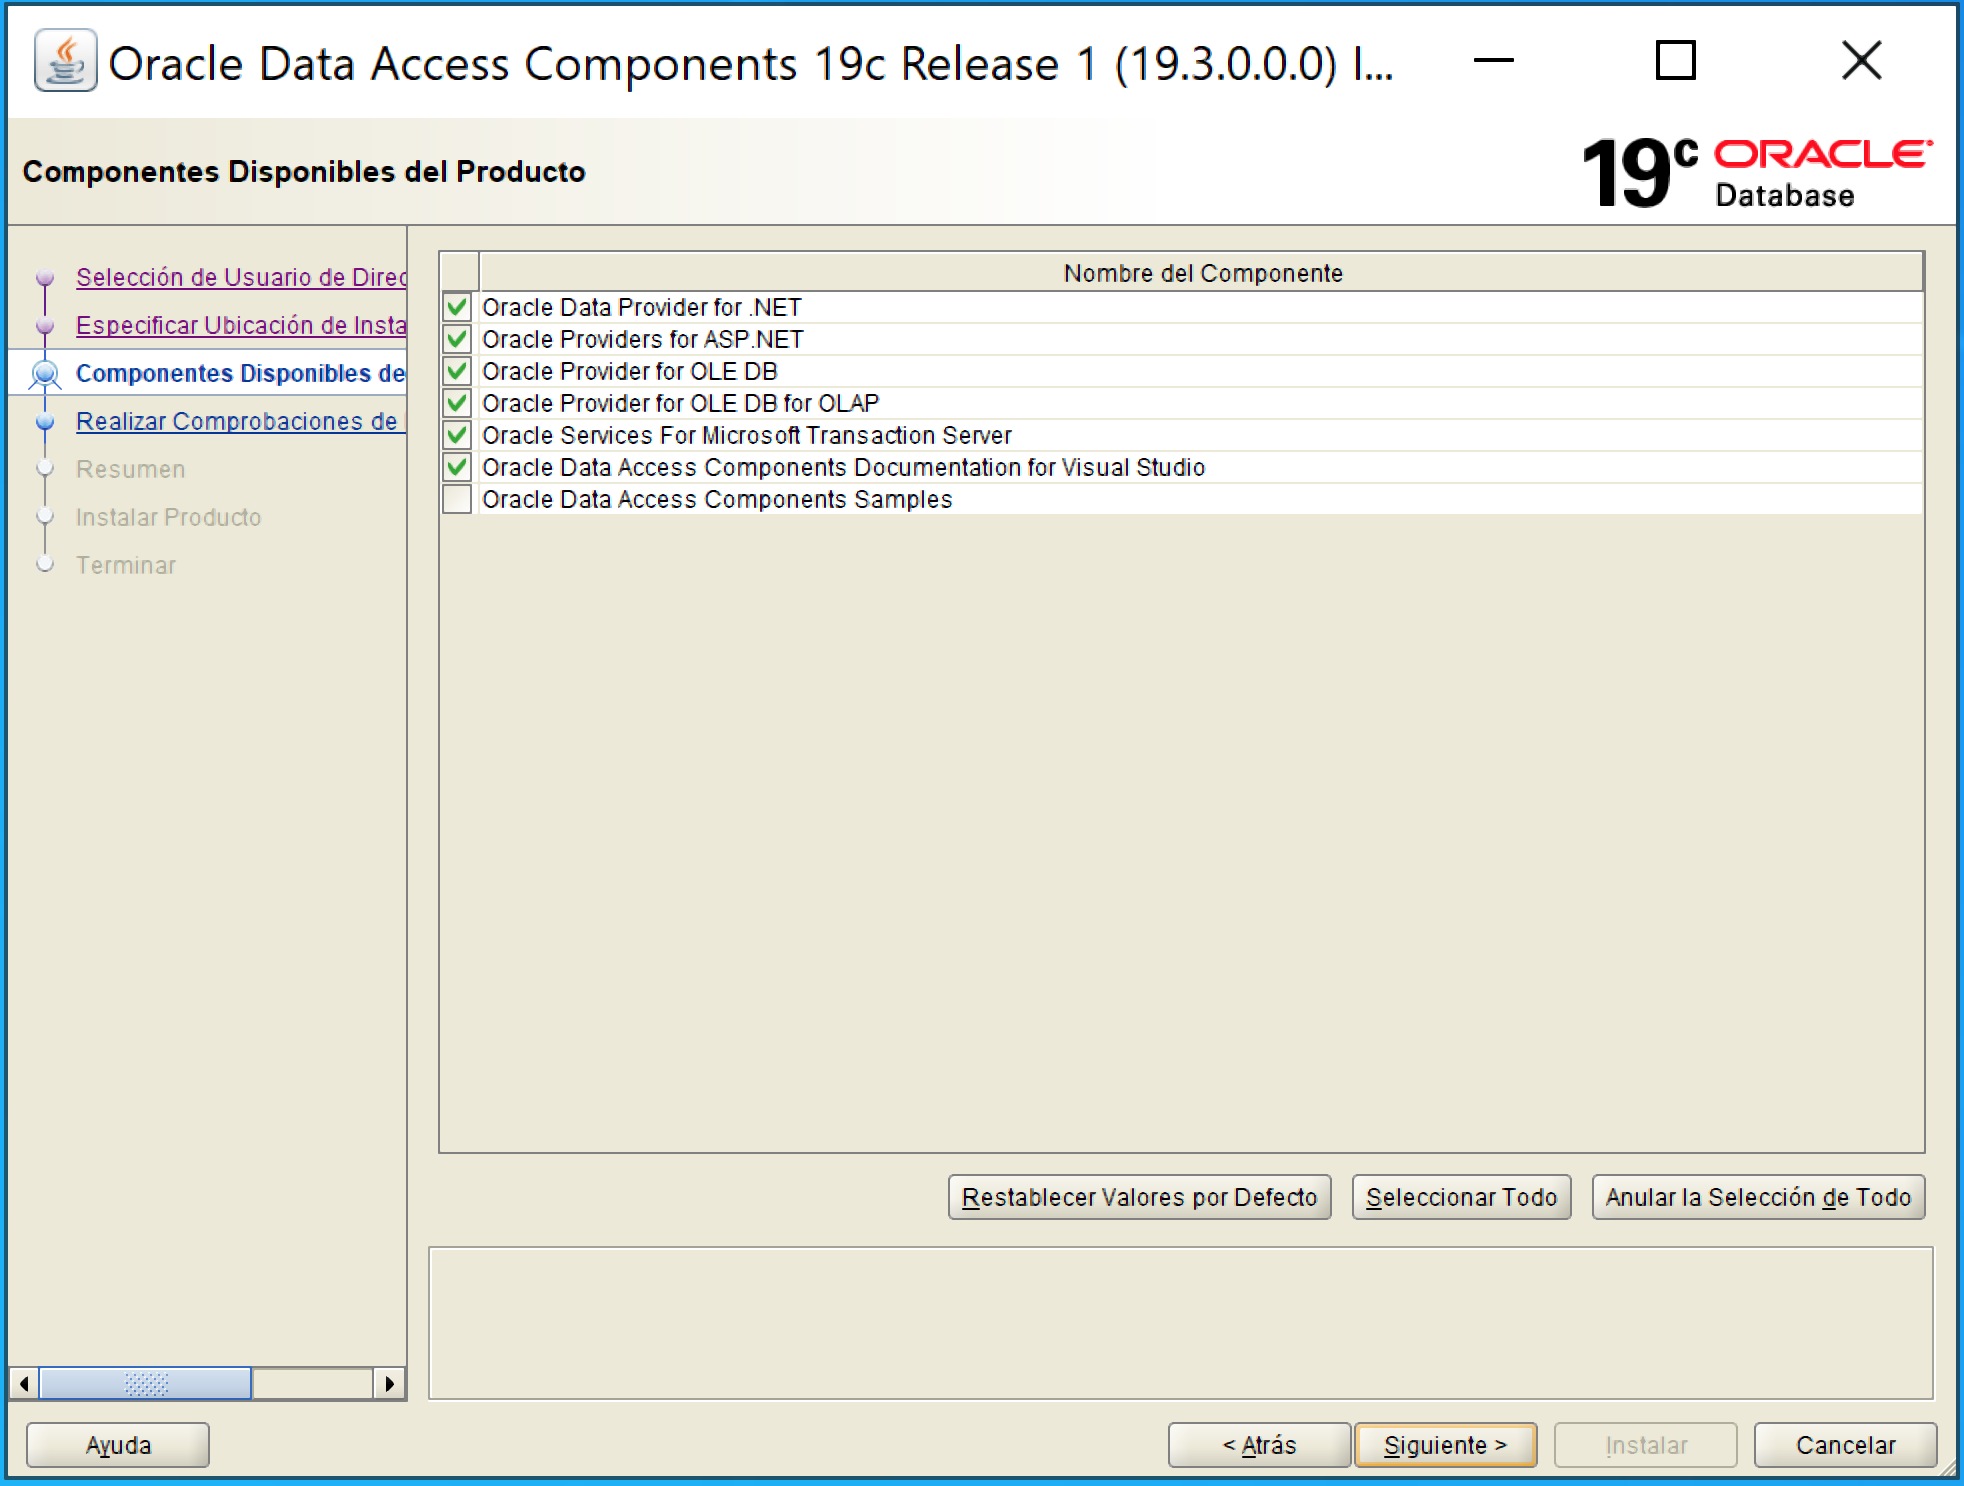 Oracle Data Access Components 19c Release 1 (19.3.0.0.0) I...
Componentes Disponibles del Producto
19c ORACLE
Database
Selección de Usuario de Direc
Especificar Ubicación de Insta
Componentes Disponibles de
Realizar Comprobaciones de
Resumen
Instalar Producto
Terminar
Nombre del Componente
Oracle Data Provider for .NET
Oracle Providers for ASP.NET
Oracle Provider for OLE DB
Oracle Provider for OLE DB for OLAP
Oracle Services For Microsoft Transaction Server
Oracle Data Access Components Documentation for Visual Studio
Oracle Data Access Components Samples
Restablecer Valores por Defecto
Seleccionar Todo
Anular la Selección de Todo
Ayuda
< Atrás
Siguiente >
Instalar
Cancelar